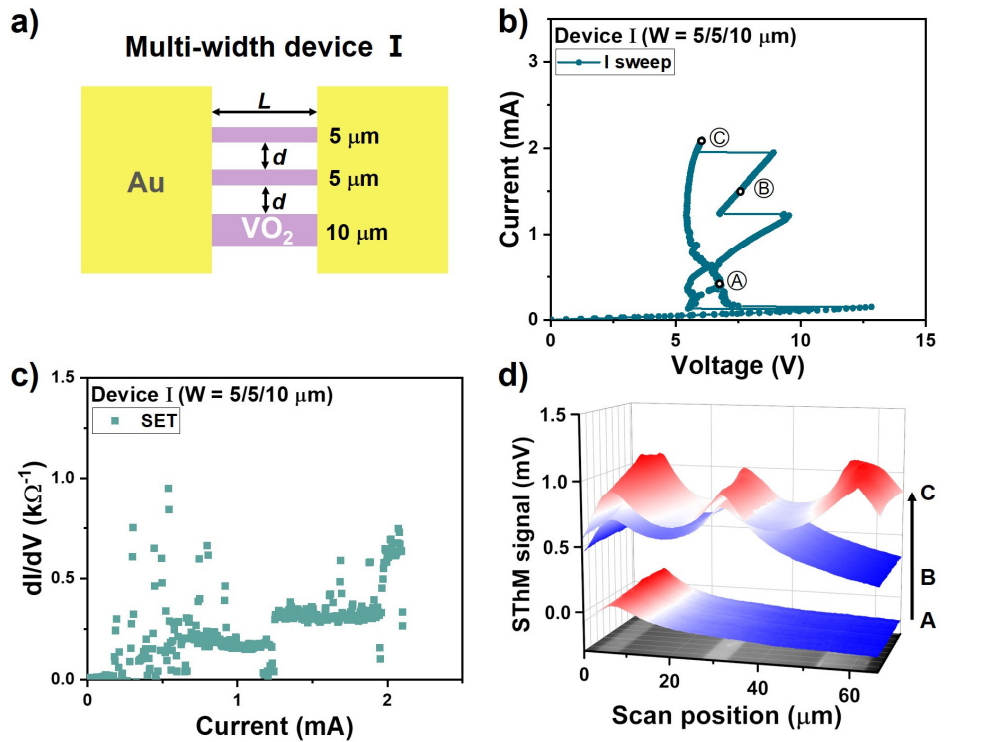 a)
Multi-width device I
L
5 μm
d
5 μm
Au
d
VO2
10 μm
b)
Device I (W = 5/5/10 μm)
I sweep
C
B
A
3
2
1
0
0
5
10
15
Current (mA)
Voltage (V)
c)
Device I (W = 5/5/10 μm)
SET
1.5
1.0
0.5
0.0
0
1
2
dI/dV (kΩ-1)
Current (mA)
d)
1.5
1.0
0.5
0.0
SThM signal (mV)
C
B
A
0
20
40
60
Scan position (μm)